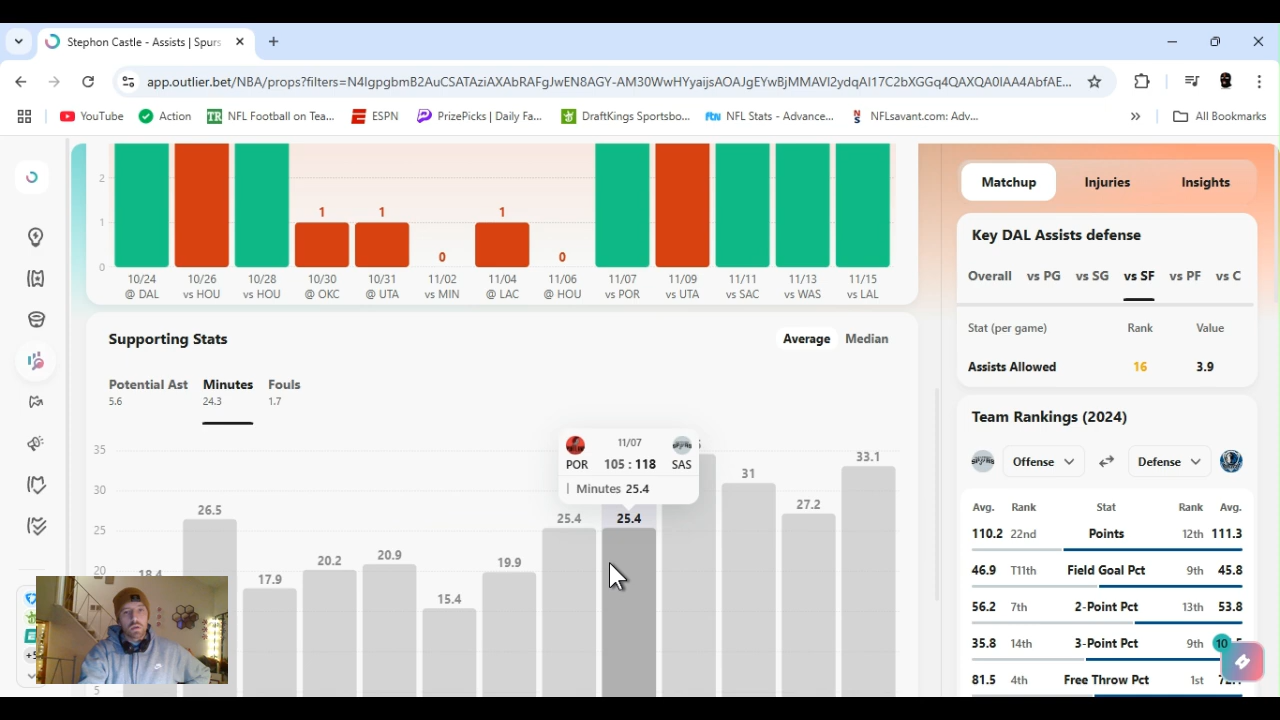 Stephon Castle - Assists | Spurs
app.outlier.bet/NBA/props?filters=N4IgpgbmB2AuCSATAziAXAbRAFgJwEN8AGY-AM30WwHYyaijsAOAJgEYwBjMMAVI2ydqAI17C2bXGGq4QAXQA0IAA4AbfAE...
YouTube Action NFL Football on Tea... ESPN PrizePicks | Daily Fa... DraftKings Sportsbo... NFL Stats - Advance... NFLsavant.com: Adv... » All Bookmarks
2
1
0
1 1 0 1 0
10/24 10/26 10/28 10/30 10/31 11/02 11/04 11/06 11/07 11/09 11/11 11/13 11/15
@ DAL vs HOU vs HOU @ OKC @ UTA vs MIN @ LAC @ HOU vs POR vs UTA vs SAC vs WAS vs LAL
Supporting Stats
Average Median
Potential Ast Minutes Fouls
5.6 24.3 1.7
35
30
25
20
5
26.5 17.9 20.2 20.9 15.4 19.9 25.4 25.4 31 27.2 33.1
11/07
POR 105 : 118 SAS
Minutes 25.4
Matchup Injuries Insights
Key DAL Assists defense
Overall vs PG vs SG vs SF vs PF vs C
Stat (per game) Rank Value
Assists Allowed 16 3.9
Team Rankings (2024)
Offense Defense
Avg. Rank Stat Rank Avg.
110.2 22nd Points 12th 111.3
46.9 T11th Field Goal Pct 9th 45.8
56.2 7th 2-Point Pct 13th 53.8
35.8 14th 3-Point Pct 9th
10
81.5 4th Free Throw Pct 1st